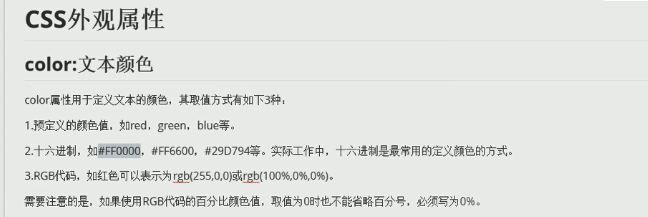 CSS外观属性
color:文本颜色
color属性用于定义文本的颜色，其取值方式有如下3种：
1.预定义的颜色值，如red，green，blue等。
2.十六进制，如#FF0000，#FF6600，#29D794等。实际工作中，十六进制是最常用的定义颜色的方式。
3.RGB代码，如红色可以表示为rgb(255,0,0)或rgb(100%,0%,0%)。
需要注意的是，如果使用RGB代码的百分比颜色值，取值为0时也不能省略百分号，必须写为0%。